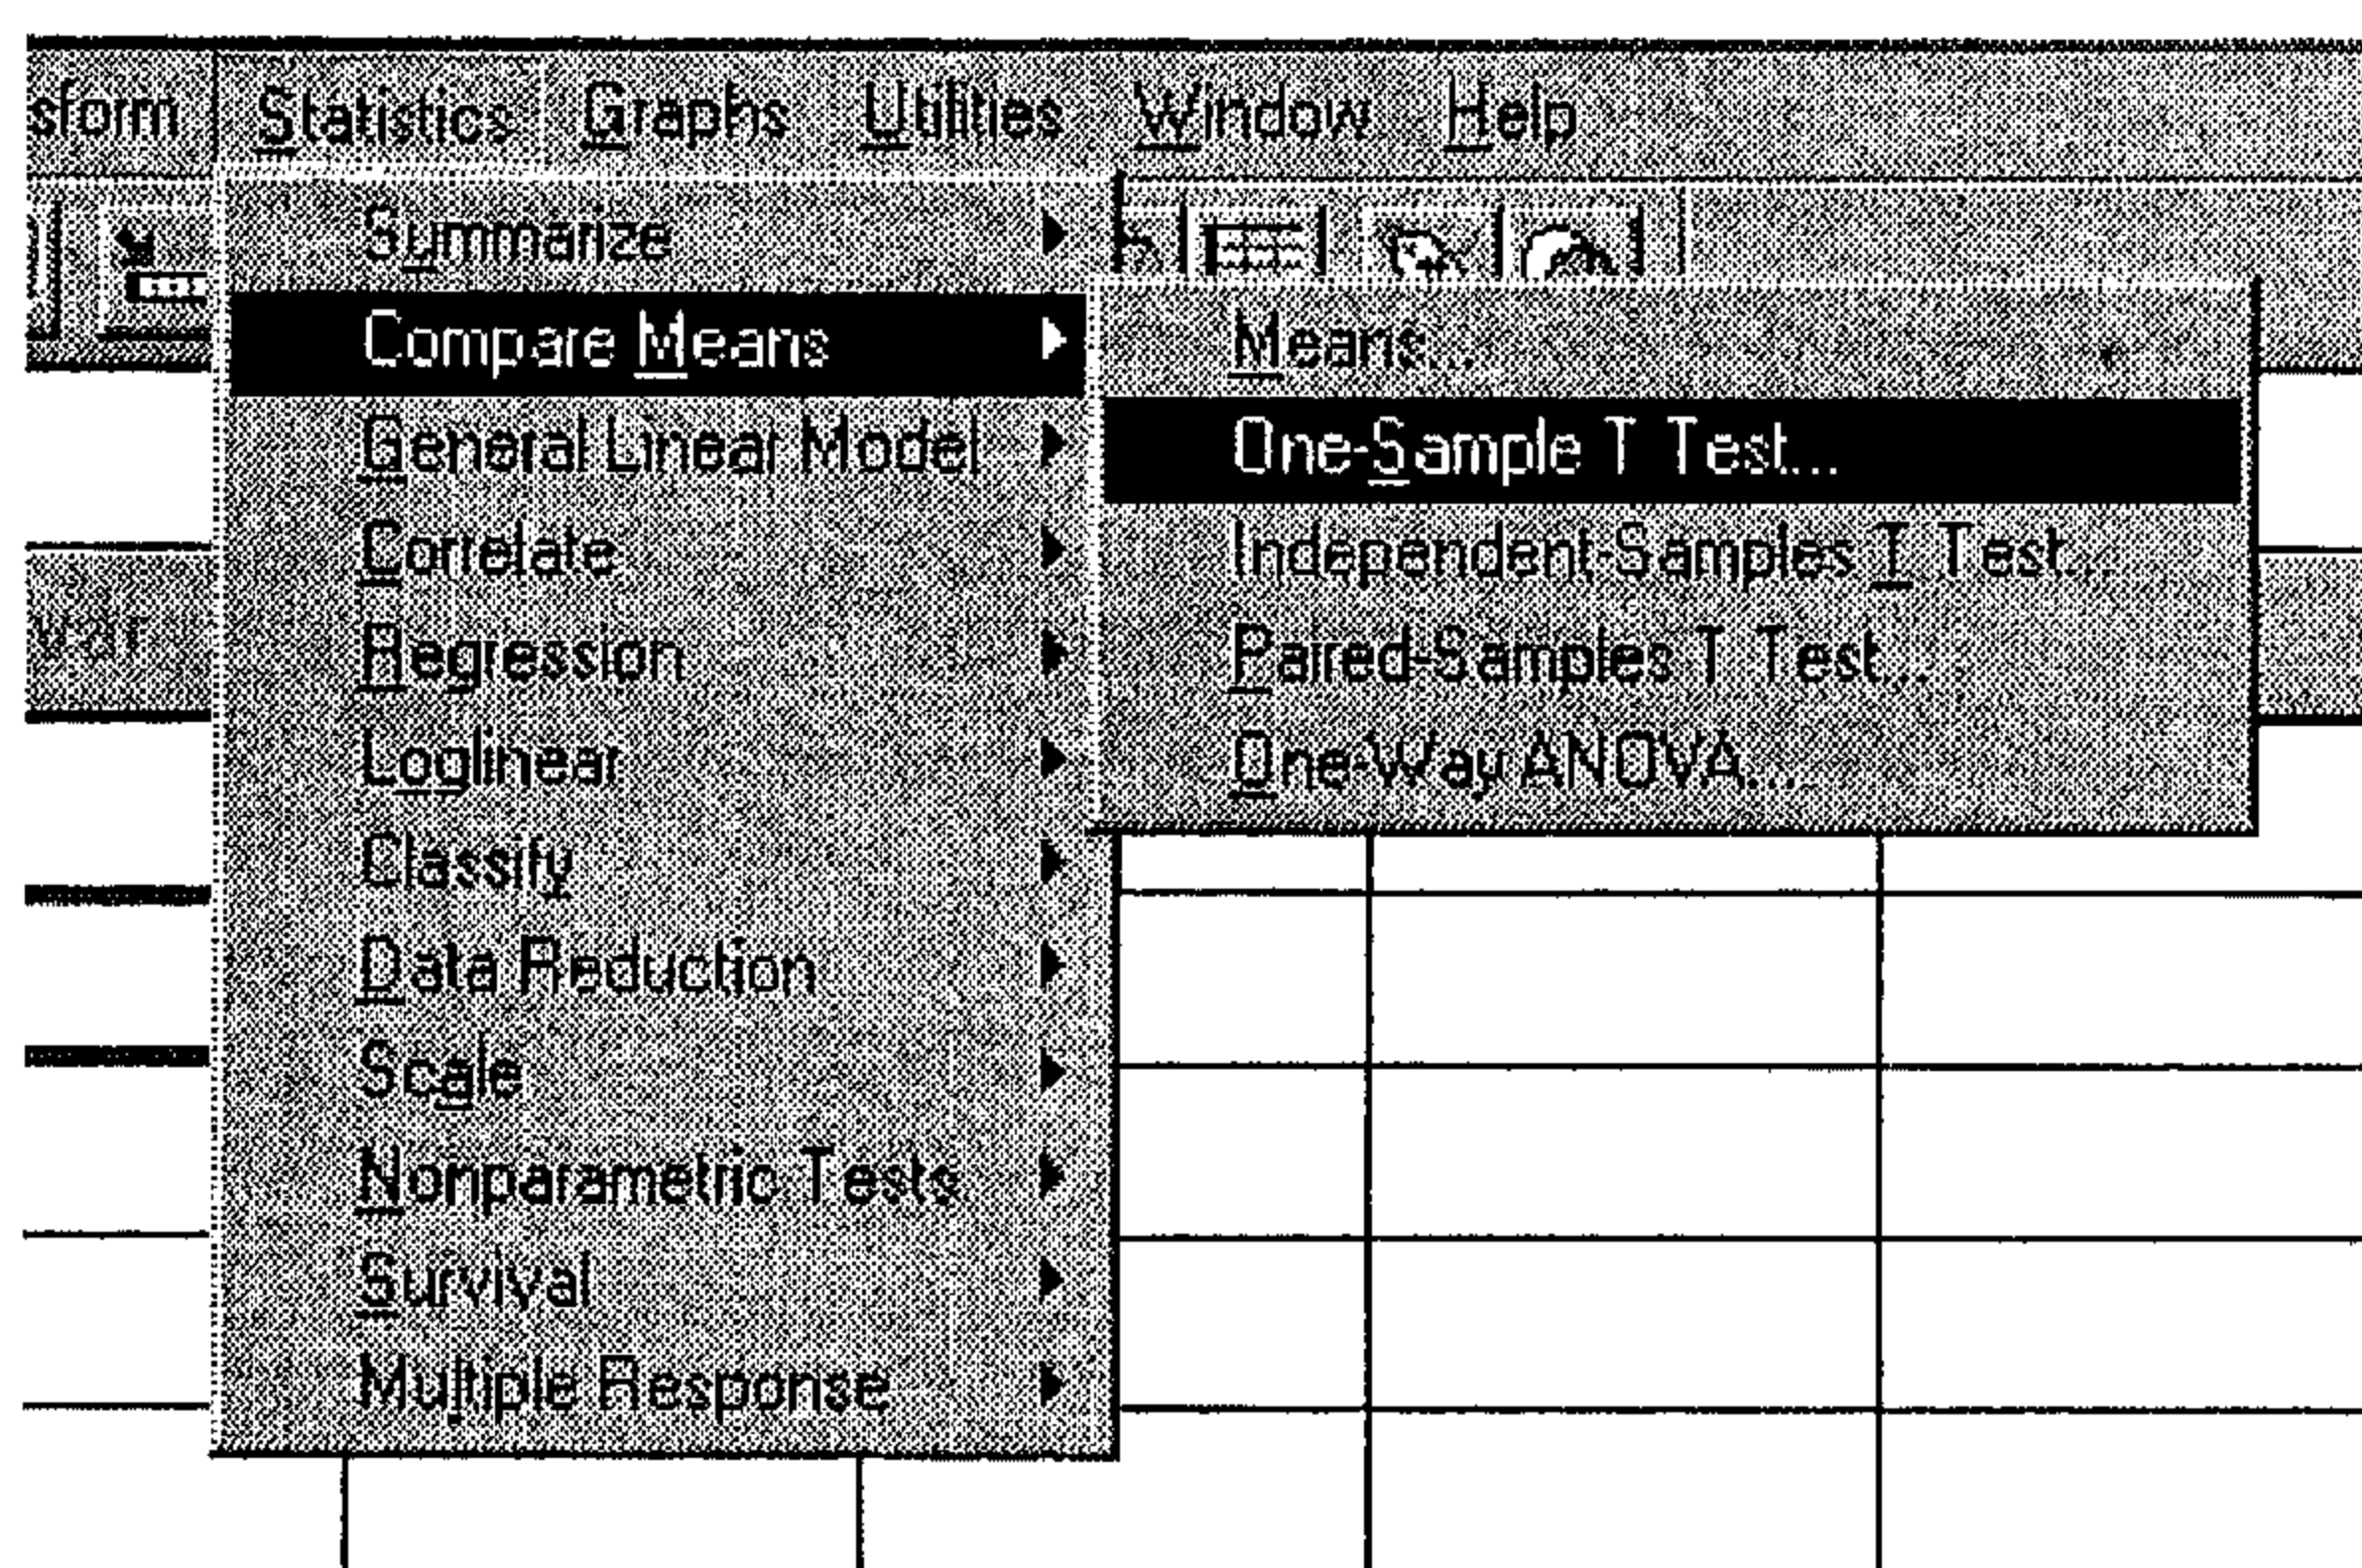 sform Statistics Graphs Utilities Window Help
Summarize
Compare Means
General Linear Model
Correlate
Regression
Loglinear
Classify
Data Reduction
Scale
Nonparametric Tests
Survival
Multiple Response
Means...
One-Sample T Test...
Independent-Samples T Test...
Paired-Samples T Test...
One-Way ANOVA...
var